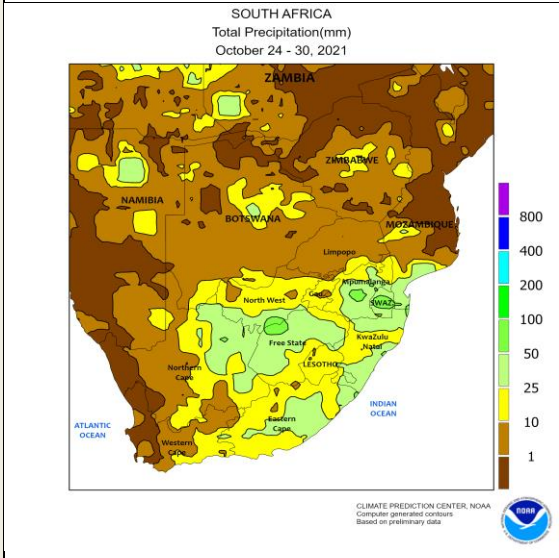 SOUTH AFRICA
Total Precipitation(mm)
October 24 - 30, 2021
ZAMBIA
ZIMBABWE
NAMIBIA
BOTSWANA
MOZAMBIQUE
Limpopo
Mpumalanga
North West
Gau
SWAZ.
Free State
KwaZulu
Natal
LESOTHO
Northern
Cape
Eastern
Cape
Western
Cape
ATLANTIC
OCEAN
INDIAN
OCEAN
800
400
200
100
50
25
10
1
CLIMATE PREDICTION CENTER, NOAA
Computer generated contours
Based on preliminary data
NOAA